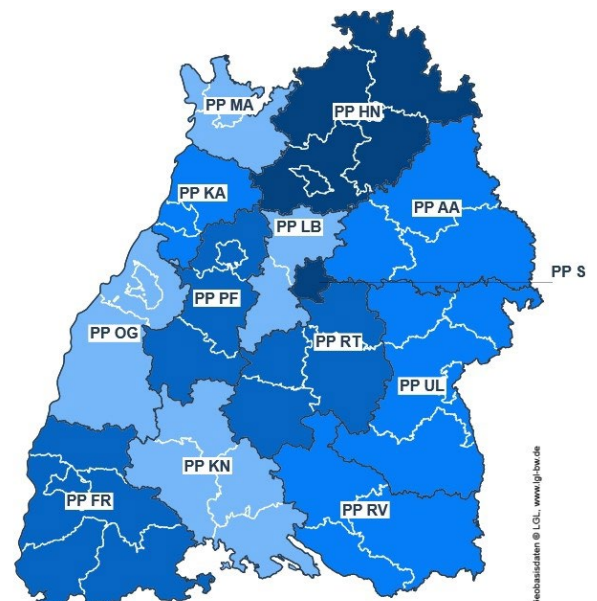 PP MA
PP HN
PP KA
PP AA
PP LB
PP S
PP PF
PP OG
PP RT
PP UL
PP KN
PP FR
PP RV
Geobasisdaten © LGL, www.lgl-bw.de